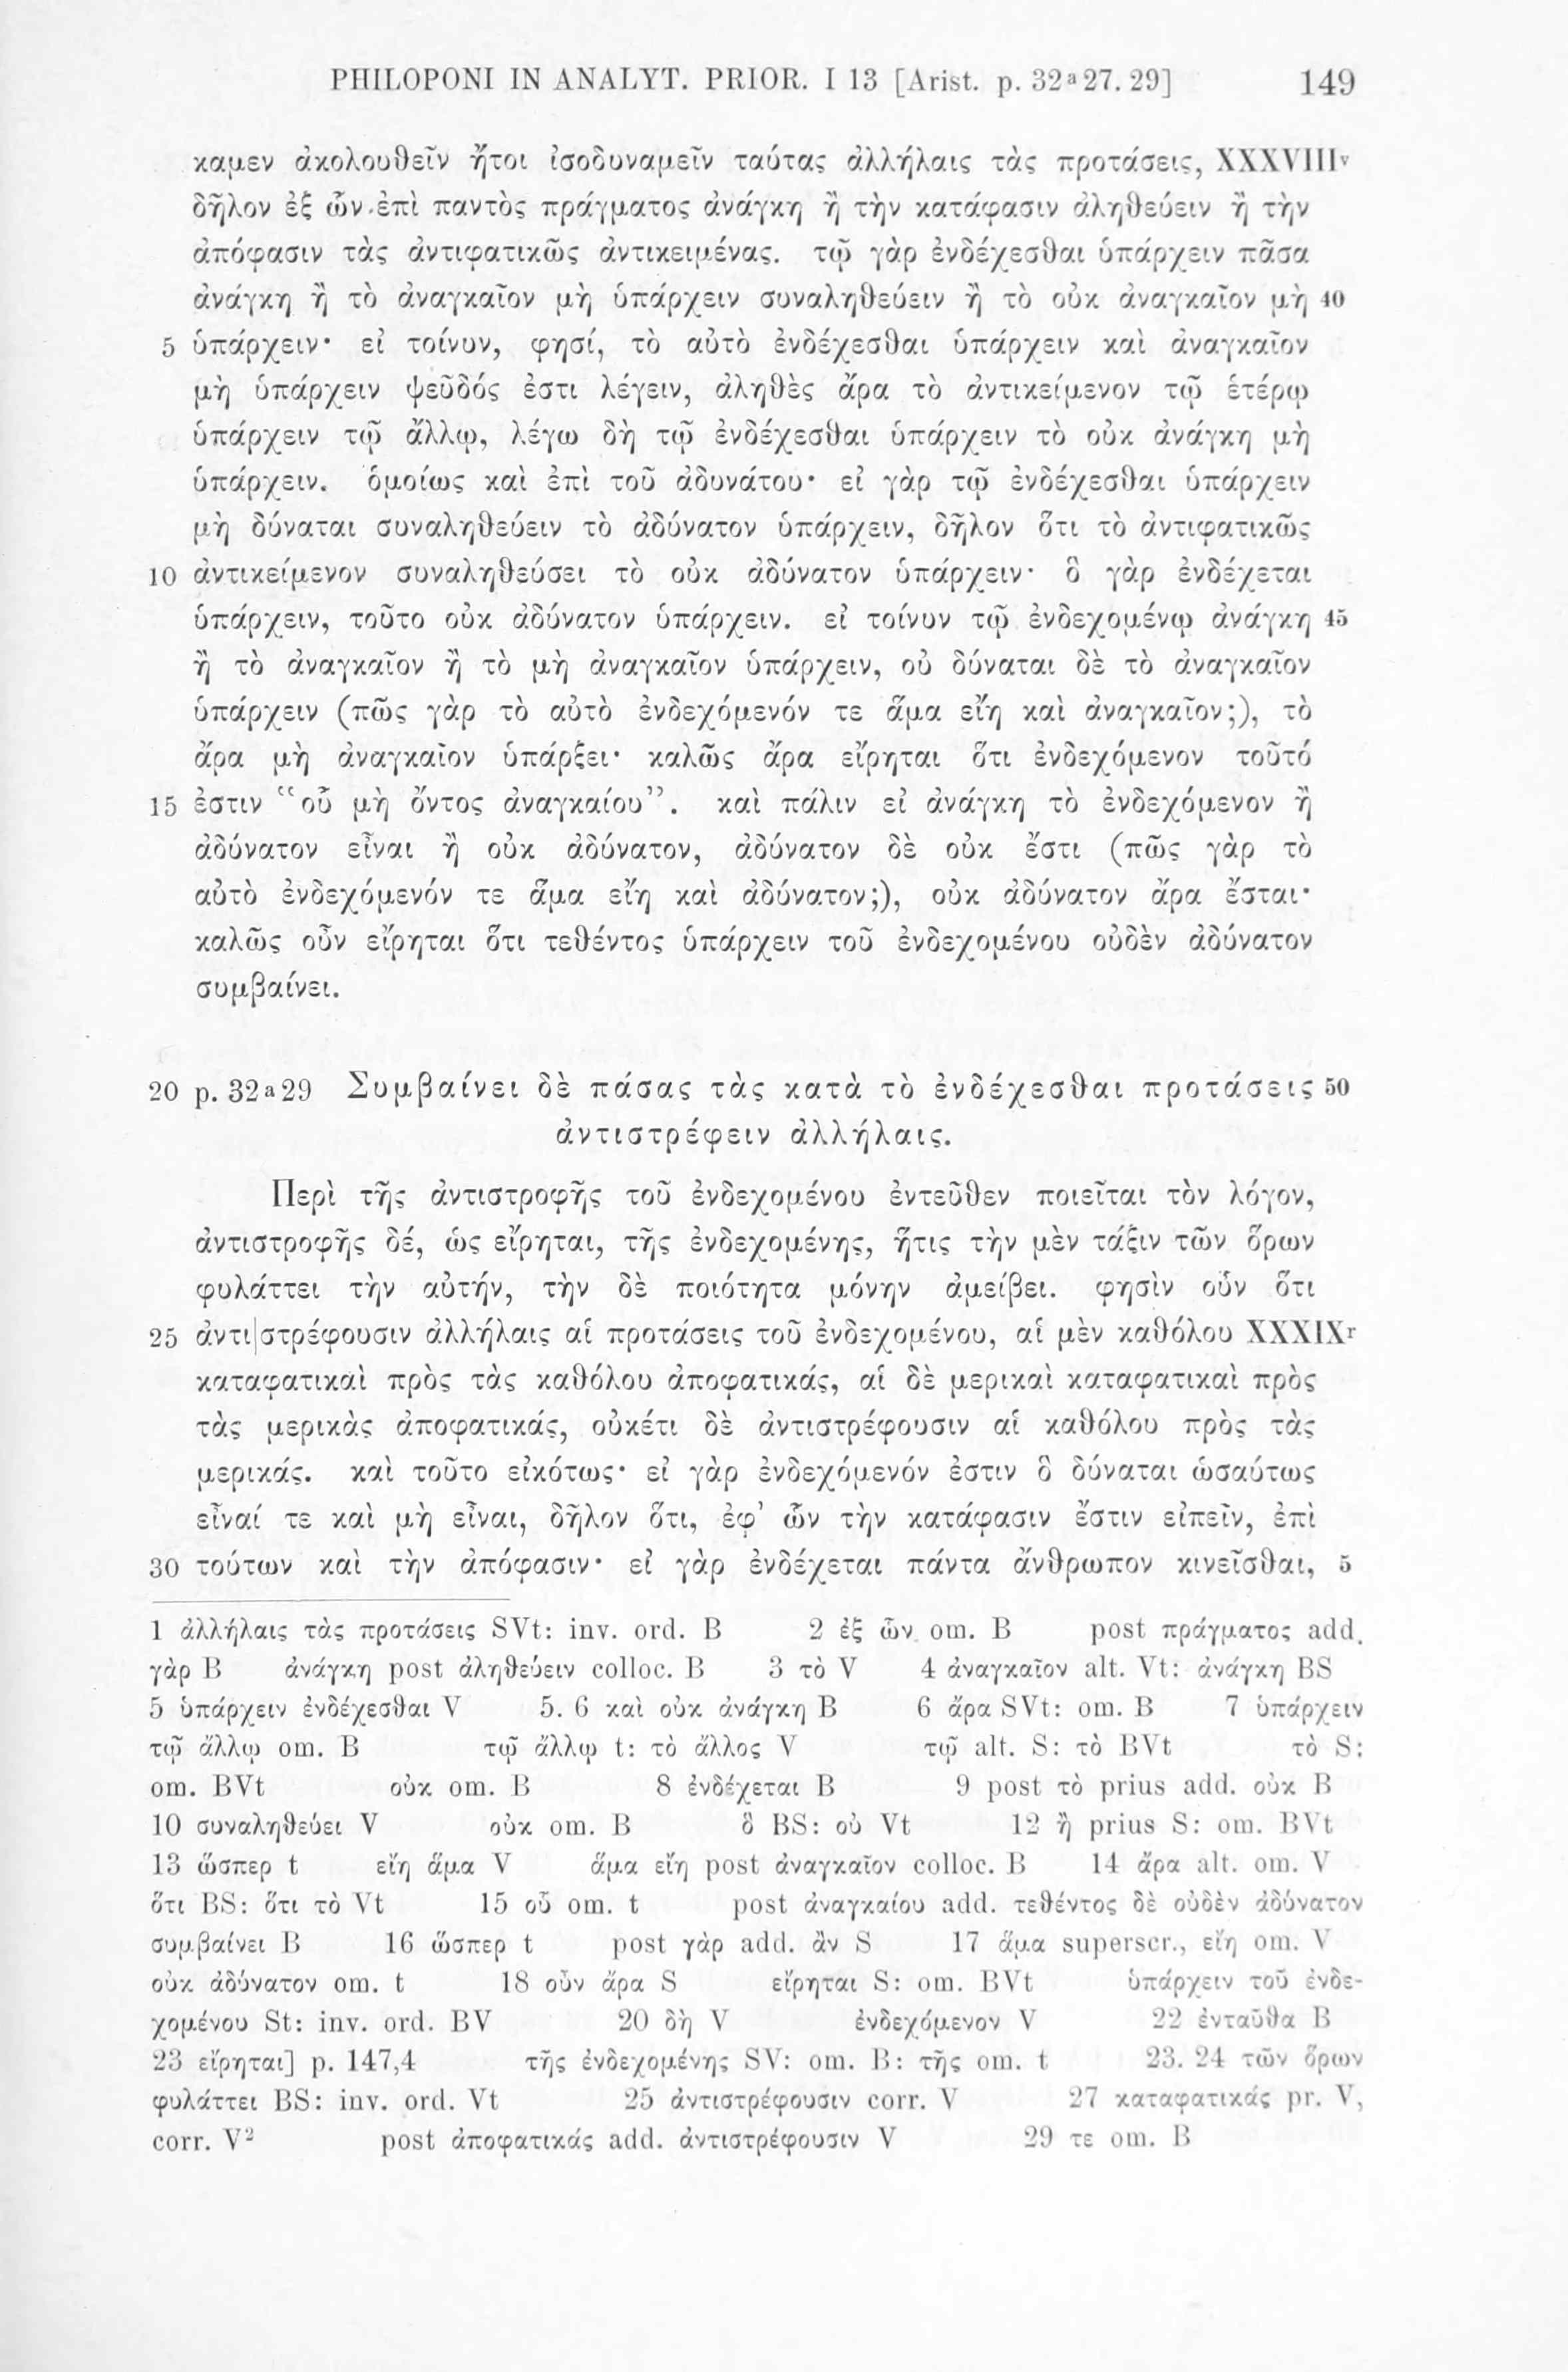 PHILOPONI IN ANALYT. PRIOR. I 13 [Arist. p. 32ᵃ27. 29] 149
καμεν ἀκολουθεῖν ἤτοι ἰσοδυναμεῖν ταύτας ἀλλήλαις τὰς προτάσεις, XXXVIIIᵛ
δῆλον ἐξ ὧν ἐπὶ παντὸς πράγματος ἀνάγκη ἢ τὴν κατάφασιν ἀληθεύειν ἢ τὴν
ἀπόφασιν τὰς ἀντιφατικῶς ἀντικειμένας. τῷ γὰρ ἐνδέχεσθαι ὑπάρχειν πᾶσα
ἀνάγκη ἢ τὸ ἀναγκαῖον μὴ ὑπάρχειν συναληθεύειν ἢ τὸ οὐκ ἀναγκαῖον μὴ 40
5 ὑπάρχειν· εἰ τοίνυν, φησί, τὸ αὐτὸ ἐνδέχεσθαι ὑπάρχειν καὶ ἀναγκαῖον
μὴ ὑπάρχειν ψεῦδός ἐστι λέγειν, ἀληθὲς ἄρα τὸ ἀντικείμενον τῷ ἑτέρῳ
ὑπάρχειν τῷ ἄλλῳ, λέγω δὴ τῷ ἐνδέχεσθαι ὑπάρχειν τὸ οὐκ ἀνάγκη μὴ
ὑπάρχειν. ὁμοίως καὶ ἐπὶ τοῦ ἀδυνάτου· εἰ γὰρ τῷ ἐνδέχεσθαι ὑπάρχειν
μὴ δύναται συναληθεύειν τὸ ἀδύνατον ὑπάρχειν, δῆλον ὅτι τὸ ἀντιφατικῶς
10 ἀντικείμενον συναληθεύσει τὸ οὐκ ἀδύνατον ὑπάρχειν· ὃ γὰρ ἐνδέχεται
ὑπάρχειν, τοῦτο οὐκ ἀδύνατον ὑπάρχειν. εἰ τοίνυν τῷ ἐνδεχομένῳ ἀνάγκη 45
ἢ τὸ ἀναγκαῖον ἢ τὸ μὴ ἀναγκαῖον ὑπάρχειν, οὐ δύναται δὲ τὸ ἀναγκαῖον
ὑπάρχειν (πῶς γὰρ τὸ αὐτὸ ἐνδεχόμενόν τε ἅμα εἴη καὶ ἀναγκαῖον;), τὸ
ἄρα μὴ ἀναγκαῖον ὑπάρξει· καλῶς ἄρα εἴρηται ὅτι ἐνδεχόμενον τοῦτό
15 ἐστιν “οὗ μὴ ὄντος ἀναγκαίου”. καὶ πάλιν εἰ ἀνάγκη τὸ ἐνδεχόμενον ἢ
ἀδύνατον εἶναι ἢ οὐκ ἀδύνατον, ἀδύνατον δὲ οὐκ ἔστι (πῶς γὰρ τὸ
αὐτὸ ἐνδεχόμενόν τε ἅμα εἴη καὶ ἀδύνατον;), οὐκ ἀδύνατον ἄρα ἔσται·
καλῶς οὖν εἴρηται ὅτι τεθέντος ὑπάρχειν τοῦ ἐνδεχομένου οὐδὲν ἀδύνατον
συμβαίνει.
20 p. 32ᵃ29 Συμβαίνει δὲ πάσας τὰς κατὰ τὸ ἐνδέχεσθαι προτάσεις 50
ἀντιστρέφειν ἀλλήλαις.
Περὶ τῆς ἀντιστροφῆς τοῦ ἐνδεχομένου ἐντεῦθεν ποιεῖται τὸν λόγον,
ἀντιστροφῆς δέ, ὡς εἴρηται, τῆς ἐνδεχομένης, ἥτις τὴν μὲν τάξιν τῶν ὅρων
φυλάττει τὴν αὐτήν, τὴν δὲ ποιότητα μόνην ἀμείβει. φησὶν οὖν ὅτι
25 ἀντι|στρέφουσιν ἀλλήλαις αἱ προτάσεις τοῦ ἐνδεχομένου, αἱ μὲν καθόλου XXXIXʳ
καταφατικαὶ πρὸς τὰς καθόλου ἀποφατικάς, αἱ δὲ μερικαὶ καταφατικαὶ πρὸς
τὰς μερικὰς ἀποφατικάς, οὐκέτι δὲ ἀντιστρέφουσιν αἱ καθόλου πρὸς τὰς
μερικάς. καὶ τοῦτο εἰκότως· εἰ γὰρ ἐνδεχόμενόν ἐστιν ὃ δύναται ὡσαύτως
εἶναί τε καὶ μὴ εἶναι, δῆλον ὅτι, ἐφ’ ὧν τὴν κατάφασιν ἔστιν εἰπεῖν, ἐπὶ
30 τούτων καὶ τὴν ἀπόφασιν· εἰ γὰρ ἐνδέχεται πάντα ἄνθρωπον κινεῖσθαι, 5
1 ἀλλήλαις τὰς προτάσεις SVt: inv. ord. B 2 ἐξ ὧν om. B post πράγματος add.
γὰρ B ἀνάγκη post ἀληθεύειν colloc. B 3 τὸ V 4 ἀναγκαῖον alt. Vt: ἀνάγκη BS
5 ὑπάρχειν ἐνδέχεσθαι V 5. 6 καὶ οὐκ ἀνάγκη B 6 ἄρα SVt: om. B 7 ὑπάρχειν
τῷ ἄλλῳ om. B τῷ ἄλλῳ t: τὸ ἄλλος V τῷ alt. S: τὸ BVt τὸ S:
om. BVt οὐκ om. B 8 ἐνδέχεται B 9 post τὸ prius add. οὐκ B
10 συναληθεύει V οὐκ om. B ὃ BS: οὐ Vt 12 ἢ prius S: om. BVt
13 ὥσπερ t εἴη ἅμα V ἅμα εἴη post ἀναγκαῖον colloc. B 14 ἄρα alt. om. V
ὅτι BS: ὅτι τὸ Vt 15 οὗ om. t post ἀναγκαίου add. τεθέντος δὲ οὐδὲν ἀδύνατον
συμβαίνει B 16 ὥσπερ t post γὰρ add. ἂν S 17 ἅμα superscr., εἴη om. V
οὐκ ἀδύνατον om. t 18 οὖν ἄρα S εἴρηται S: om. BVt ὑπάρχειν τοῦ ἐνδε-
χομένου St: inv. ord. BV 20 δὴ V ἐνδεχόμενον V 22 ἐνταῦθα B
23 εἴρηται] p. 147,4 τῆς ἐνδεχομένης SV: om. B: τῆς om. t 23. 24 τῶν ὅρων
φυλάττει BS: inv. ord. Vt 25 ἀντιστρέφουσιν corr. V 27 καταφατικάς pr. V,
corr. V² post ἀποφατικάς add. ἀντιστρέφουσιν V 29 τε om. B